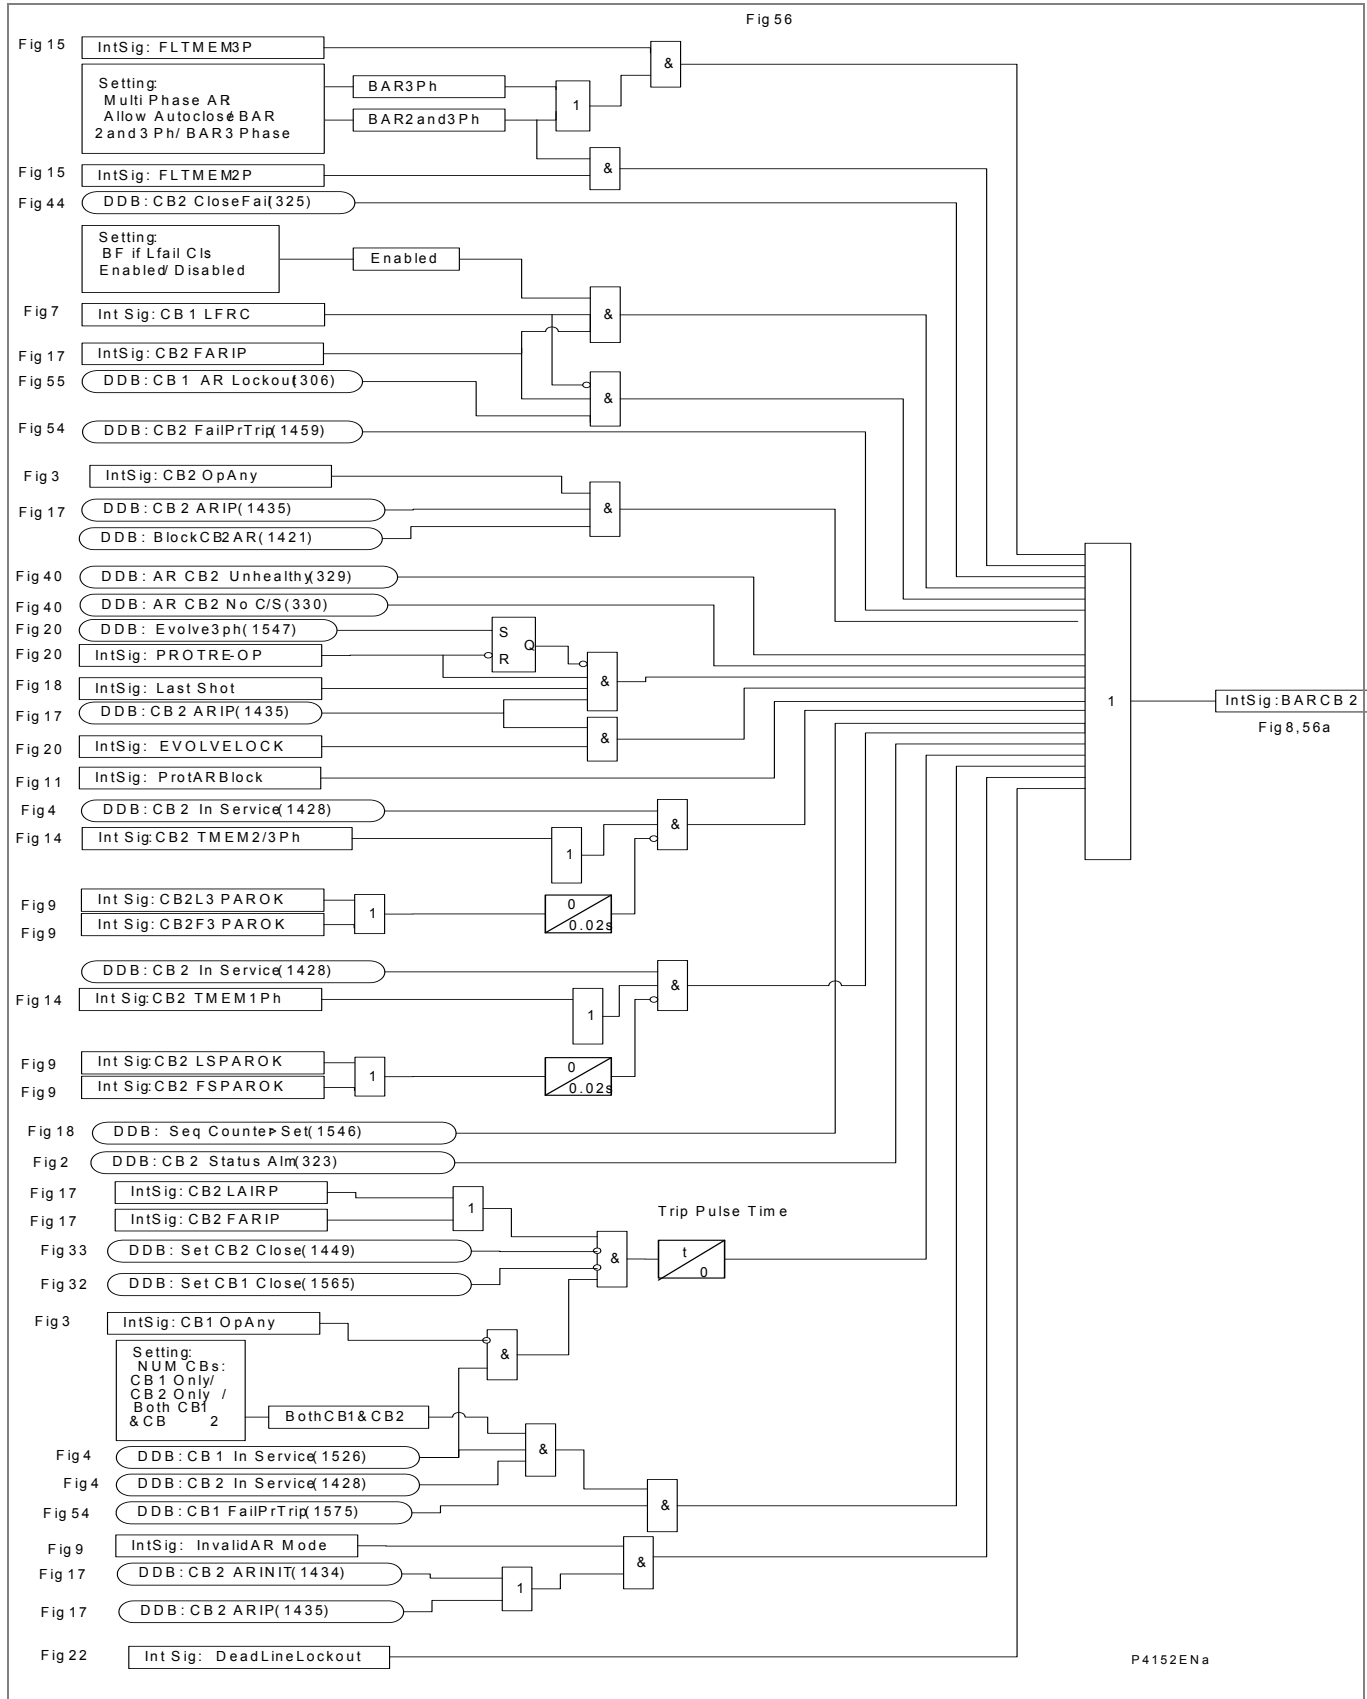 Fig 56
Fig 15
IntSig: FLTMEM3P
&
Setting:
Multi Phase AR
Allow Autoclose/ BAR
2 and 3 Ph/ BAR 3 Phase
BAR3Ph
1
BAR2and3Ph
&
Fig 15
IntSig: FLTMEM2P
Fig 44
DDB: CB2 CloseFail(325)
Setting:
BF if Lfail Cls
Enabled/ Disabled
Enabled
Fig 7
Int Sig: CB1 LFRC
&
Fig 17
IntSig: CB2 FARIP
Fig 55
DDB: CB1 AR Lockout(306)
&
Fig 54
DDB: CB2 FailPrTrip(1459)
Fig 3
IntSig: CB2 OpAny
Fig 17
DDB: CB2 ARIP(1435)
&
DDB: BlockCB2AR(1421)
Fig 40
DDB: AR CB2 Unhealthy(329)
Fig 40
DDB: AR CB2 No C/S(330)
Fig 20
DDB: Evolve3ph(1547)
S
Q
R
Fig 20
IntSig: PROTRE-OP
Fig 18
IntSig: Last Shot
&
Fig 17
DDB: CB2 ARIP(1435)
1
IntSig: BARCB 2
Fig 8, 56a
Fig 20
IntSig: EVOLVELOCK
&
Fig 11
IntSig: ProtARBlock
Fig 4
DDB: CB2 In Service(1428)
&
Fig 14
Int Sig: CB2 TMEM2/3Ph
1
Fig 9
Int Sig: CB2L3 PAROK
1
0
0.02s
Fig 9
Int Sig: CB2F3 PAROK
DDB: CB2 In Service(1428)
&
Fig 14
Int Sig: CB2 TMEM1Ph
1
Fig 9
Int Sig: CB2 LSPAROK
1
0
0.02s
Fig 9
Int Sig: CB2 FSPAROK
Fig 18
DDB: Seq Counter>Set(1546)
Fig 2
DDB: CB2 Status Alm(323)
Fig 17
IntSig: CB2 LAIRP
1
Trip Pulse Time
Fig 17
IntSig: CB2 FARIP
Fig 33
DDB: Set CB2 Close(1449)
&
t
0
Fig 32
DDB: Set CB1 Close(1565)
Fig 3
IntSig: CB1 OpAny
&
Setting:
NUM CBs:
CB1 Only/
CB2 Only /
Both CB1
& CB 2
BothCB1&CB2
Fig 4
DDB: CB1 In Service(1526)
&
Fig 4
DDB: CB2 In Service(1428)
Fig 54
DDB: CB1 FailPrTrip(1575)
&
Fig 9
IntSig: InvalidAR Mode
&
Fig 17
DDB: CB2 ARINIT(1434)
1
Fig 17
DDB: CB2 ARIP(1435)
Fig 22
Int Sig: DeadLineLockout
P4152ENa